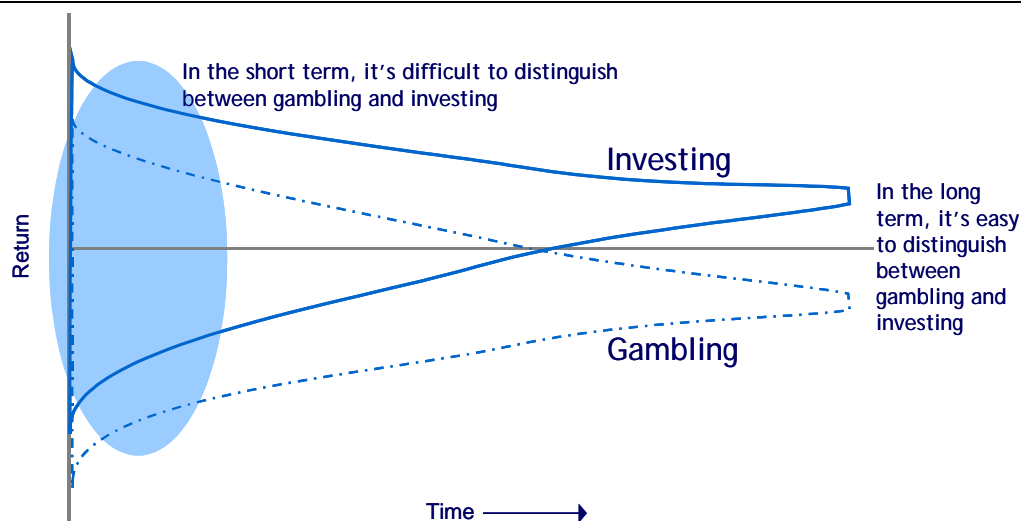 In the short term, it's difficult to distinguish
between gambling and investing
Investing
In the long
term, it's easy
to distinguish
between
gambling and
investing
Return
Gambling
Time